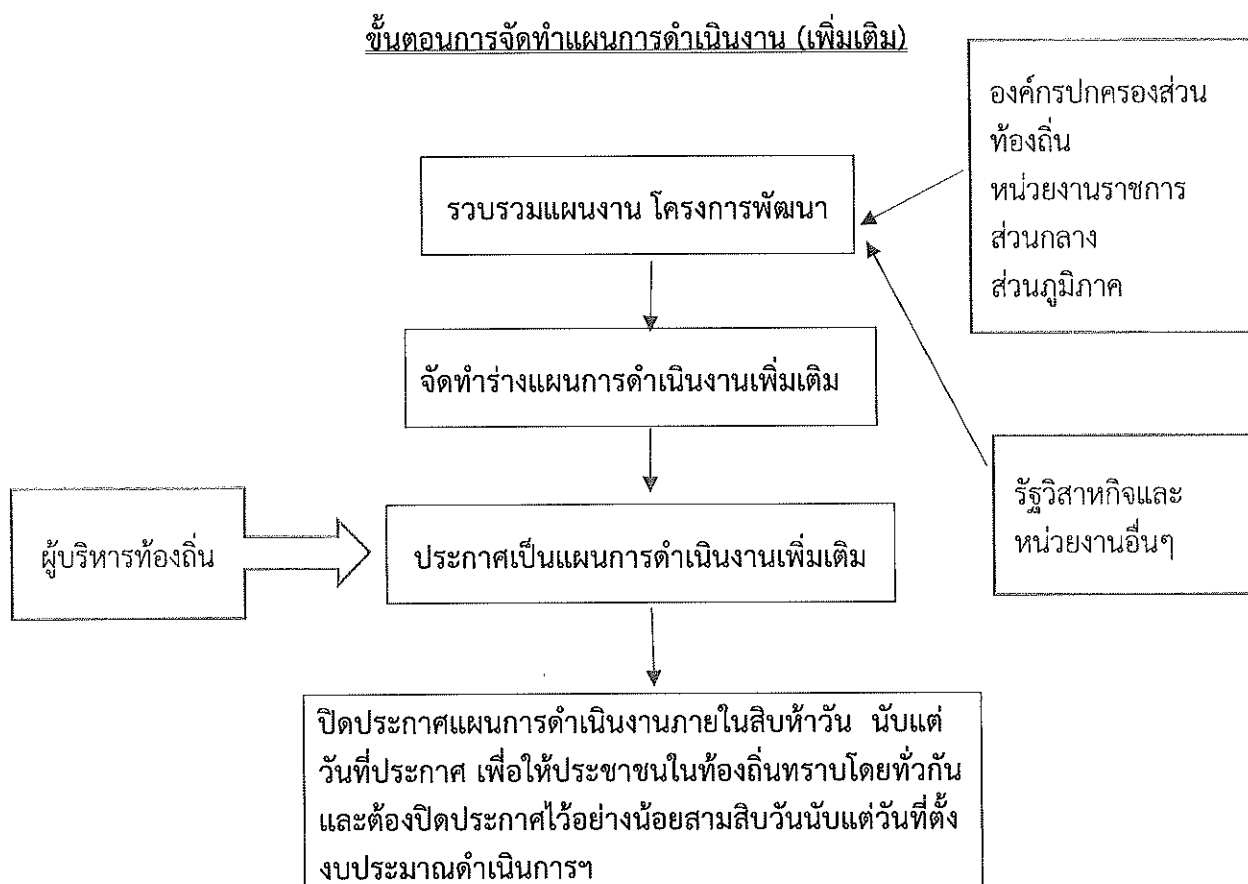 ขั้นตอนการจัดทำแผนการดำเนินงาน (เพิ่มเติม)
องค์กรปกครองส่วน
ท้องถิ่น
หน่วยงานราชการ
ส่วนกลาง
ส่วนภูมิภาค
รวบรวมแผนงาน โครงการพัฒนา
จัดทำร่างแผนการดำเนินงานเพิ่มเติม
รัฐวิสาหกิจและ
หน่วยงานอื่นๆ
ผู้บริหารท้องถิ่น
ประกาศเป็นแผนการดำเนินงานเพิ่มเติม
ปิดประกาศแผนการดำเนินงานภายในสิบห้าวัน นับแต่
วันที่ประกาศ เพื่อให้ประชาชนในท้องถิ่นทราบโดยทั่วกัน
และต้องปิดประกาศไว้อย่างน้อยสามสิบวันนับแต่วันที่ตั้ง
งบประมาณดำเนินการฯ